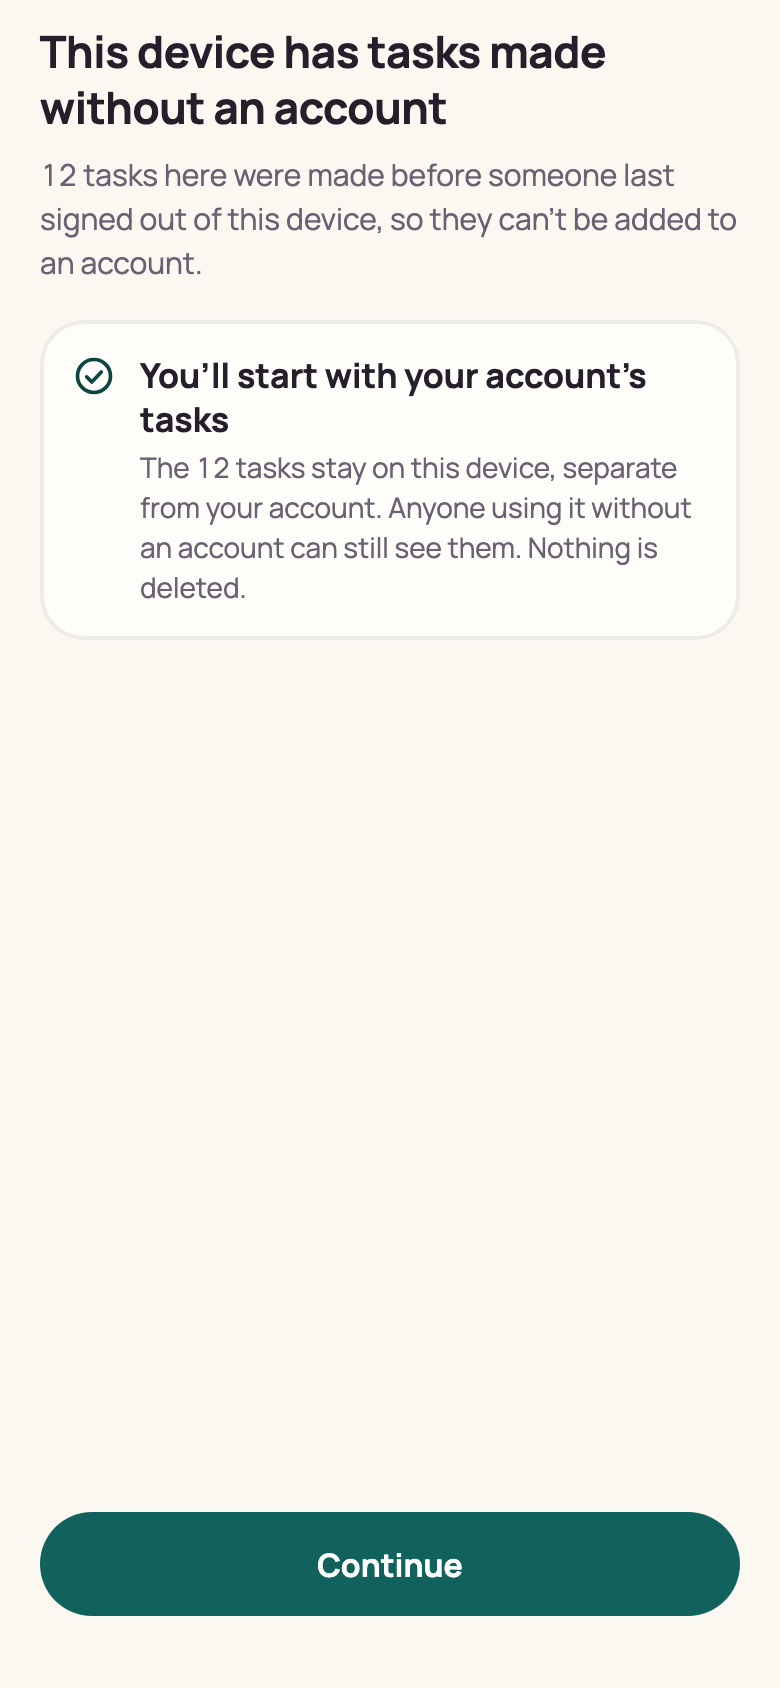 This device has tasks made
without an account
12 tasks here were made before someone last
signed out of this device, so they can’t be added to
an account.
You’ll start with your account’s
tasks
The 12 tasks stay on this device, separate
from your account. Anyone using it without
an account can still see them. Nothing is
deleted.
Continue